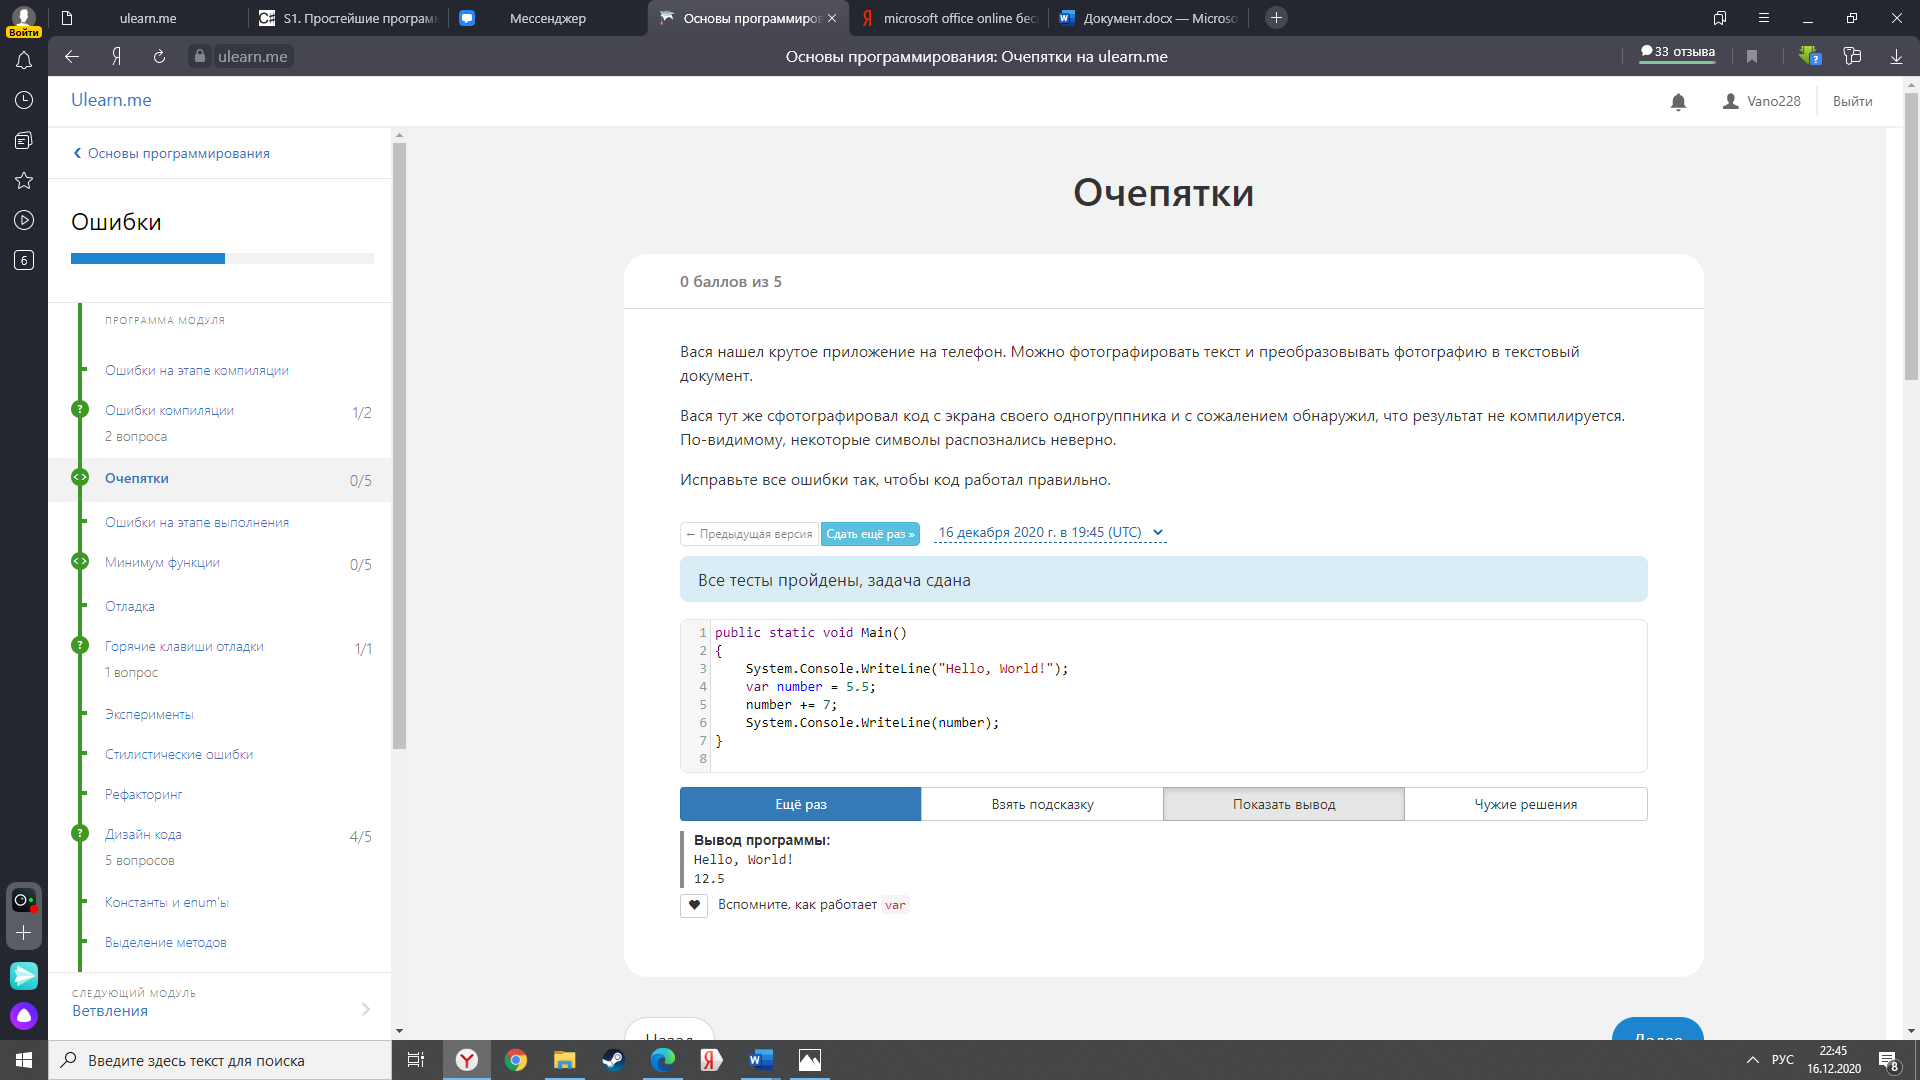 Войти
ulearn.me
S1. Простейшие програм
Мессенджер
Основы программиров
microsoft office online бес
Документ.docx — Microso
ulearn.me
Основы программирования: Очепятки на ulearn.me
33 отзыва
Ulearn.me
Vano228
Выйти
Основы программирования
6
Ошибки
ПРОГРАММА МОДУЛЯ
Ошибки на этапе компиляции
Ошибки компиляции 1/2
2 вопроса
Очепятки 0/5
Ошибки на этапе выполнения
Минимум функции 0/5
Отладка
Горячие клавиши отладки 1/1
1 вопрос
Эксперименты
Стилистические ошибки
Рефакторинг
Дизайн кода 4/5
5 вопросов
Константы и enum'ы
Выделение методов
СЛЕДУЮЩИЙ МОДУЛЬ
Ветвления
Очепятки
0 баллов из 5
Вася нашел крутое приложение на телефон. Можно фотографировать текст и преобразовывать фотографию в текстовый
документ.
Вася тут же сфотографировал код с экрана своего одногруппника и с сожалением обнаружил, что результат не компилируется.
По-видимому, некоторые символы распознались неверно.
Исправьте все ошибки так, чтобы код работал правильно.
← Предыдущая версия Сдать ещё раз » 16 декабря 2020 г. в 19:45 (UTC)
Все тесты пройдены, задача сдана
1 public static void Main()
2 {
3 System.Console.WriteLine("Hello, World!");
4 var number = 5.5;
5 number += 7;
6 System.Console.WriteLine(number);
7 }
8
Ещё раз Взять подсказку Показать вывод Чужие решения
Вывод программы:
Hello, World!
12.5
Вспомните, как работает var
Назад Далее
Введите здесь текст для поиска
РУС
22:45
16.12.2020
8